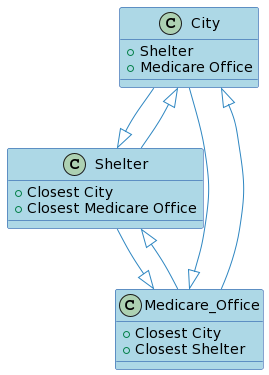 C City
Shelter
Medicare Office
C Shelter
Closest City
Closest Medicare Office
C Medicare_Office
Closest City
Closest Shelter